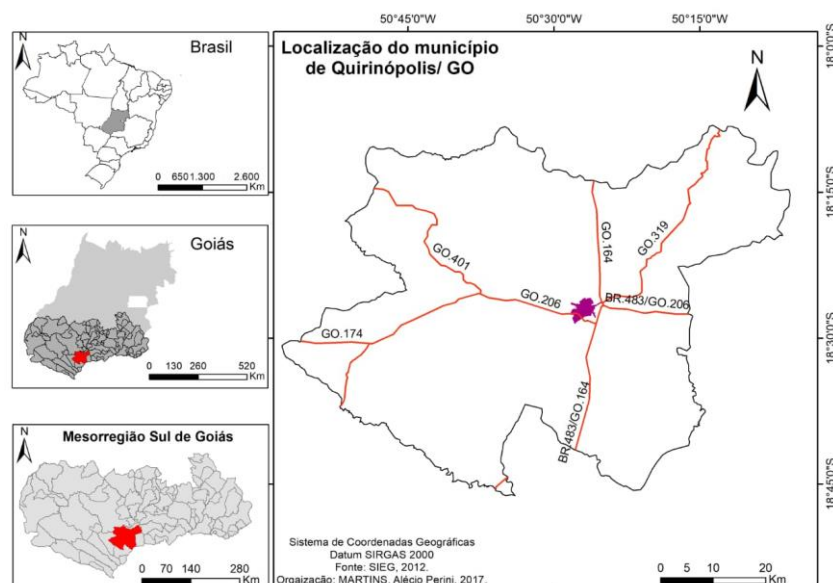 50°45'0"W
50°30'0"W
50°15'0"W
Brasil
N
0 650 1.300 2.600
Km
Goiás
N
0 130 260 520
Km
Mesorregião Sul de Goiás
N
0 70 140 280
Km
Localização do município
de Quirinópolis/ GO
N
GO.401
GO.164
GO.319
GO.206
BR.483/GO.206
GO.174
BR.483/GO.164
18°0'0"S
18°15'0"S
18°30'0"S
18°45'0"S
Sistema de Coordenadas Geográficas
Datum SIRGAS 2000
Fonte: SIEG, 2012.
Orgaização: MARTINS, Alécio Perini, 2017.
0 5 10 20
Km